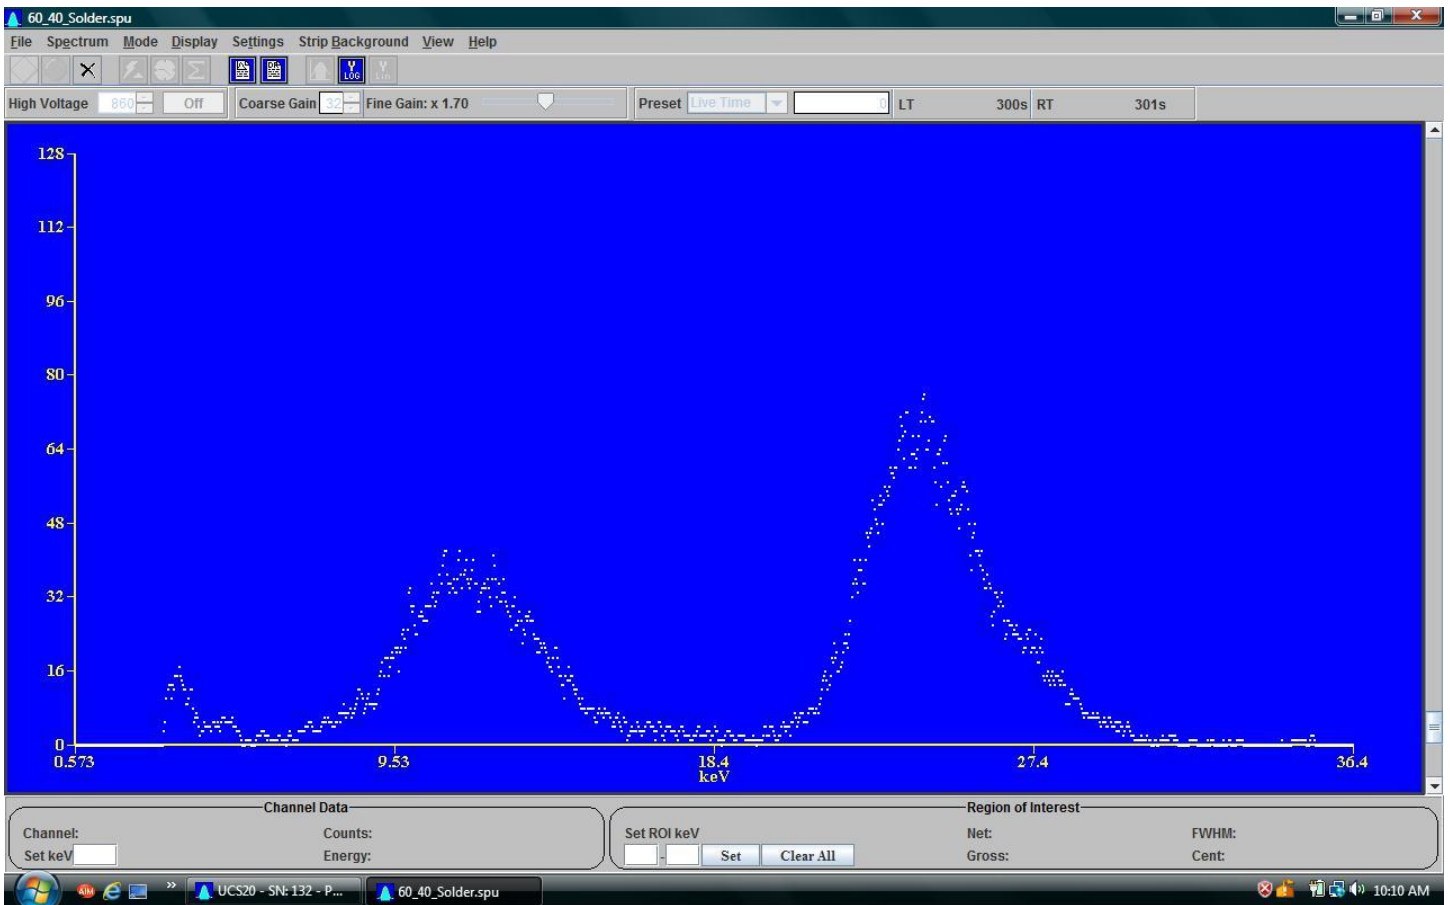 60_40_Solder.spu
File Spectrum Mode Display Settings Strip Background View Help
Y LOG
High Voltage 860 Off Coarse Gain 32 Fine Gain: x 1.70 Preset Live Time 0 LT 300s RT 301s
128
112
96
80
64
48
32
16
0
0.573 9.53 18.4 27.4 36.4
keV
Channel Data Region of Interest
Channel: Counts: Set ROI keV Net: FWHM:
Set keV Energy: - Set Clear All Gross: Cent:
AIM » UCS20 - SN: 132 - P... 60_40_Solder.spu 10:10 AM